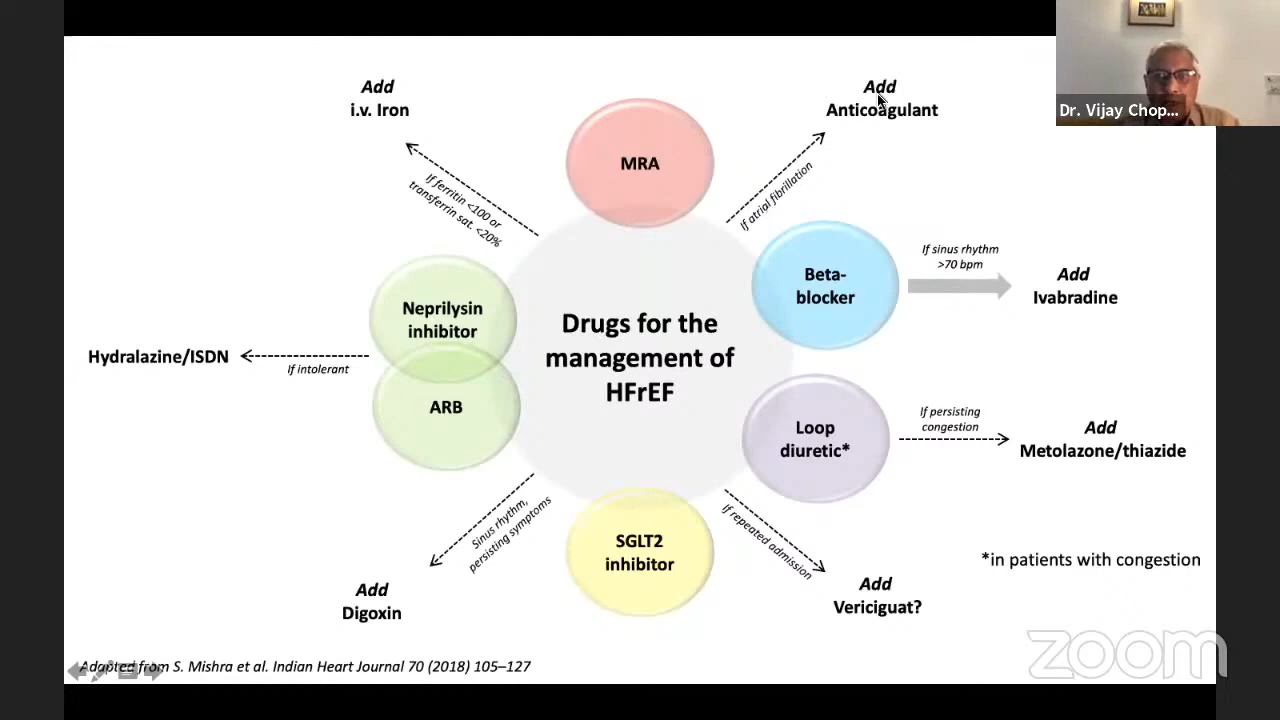 Add
i.v. Iron
If ferritin <100 or
transferrin sat. <20%
MRA
Add
Anticoagulant
If atrial fibrillation
Dr. Vijay Chop...
Beta-
blocker
If sinus rhythm
>70 bpm
Add
Ivabradine
Neprilysin
inhibitor
ARB
Hydralazine/ISDN
If intolerant
Drugs for the
management of
HFrEF
Loop
diuretic*
If persisting
congestion
Add
Metolazone/thiazide
Sinus rhythm,
persisting symptoms
Add
Digoxin
SGLT2
inhibitor
If repeated admission
Add
Vericiguat?
*in patients with congestion
Adapted from S. Mishra et al. Indian Heart Journal 70 (2018) 105–127
zoom